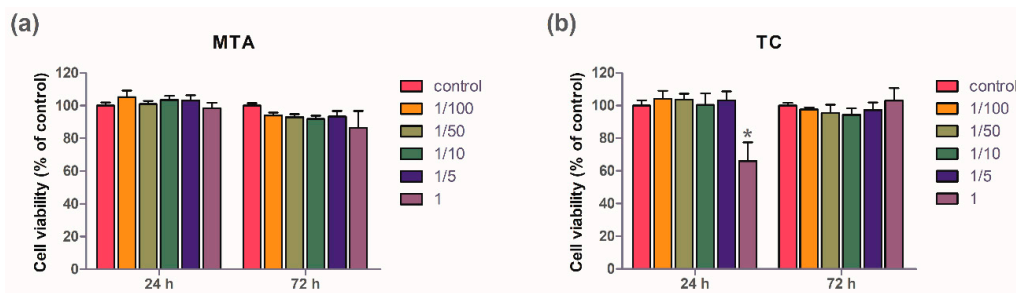 (a)
MTA
Cell viability (% of control)
120
100
80
60
40
20
0
24 h
72 h
control
1/100
1/50
1/10
1/5
1
(b)
TC
Cell viability (% of control)
120
100
80
60
40
20
0
*
24 h
72 h
control
1/100
1/50
1/10
1/5
1